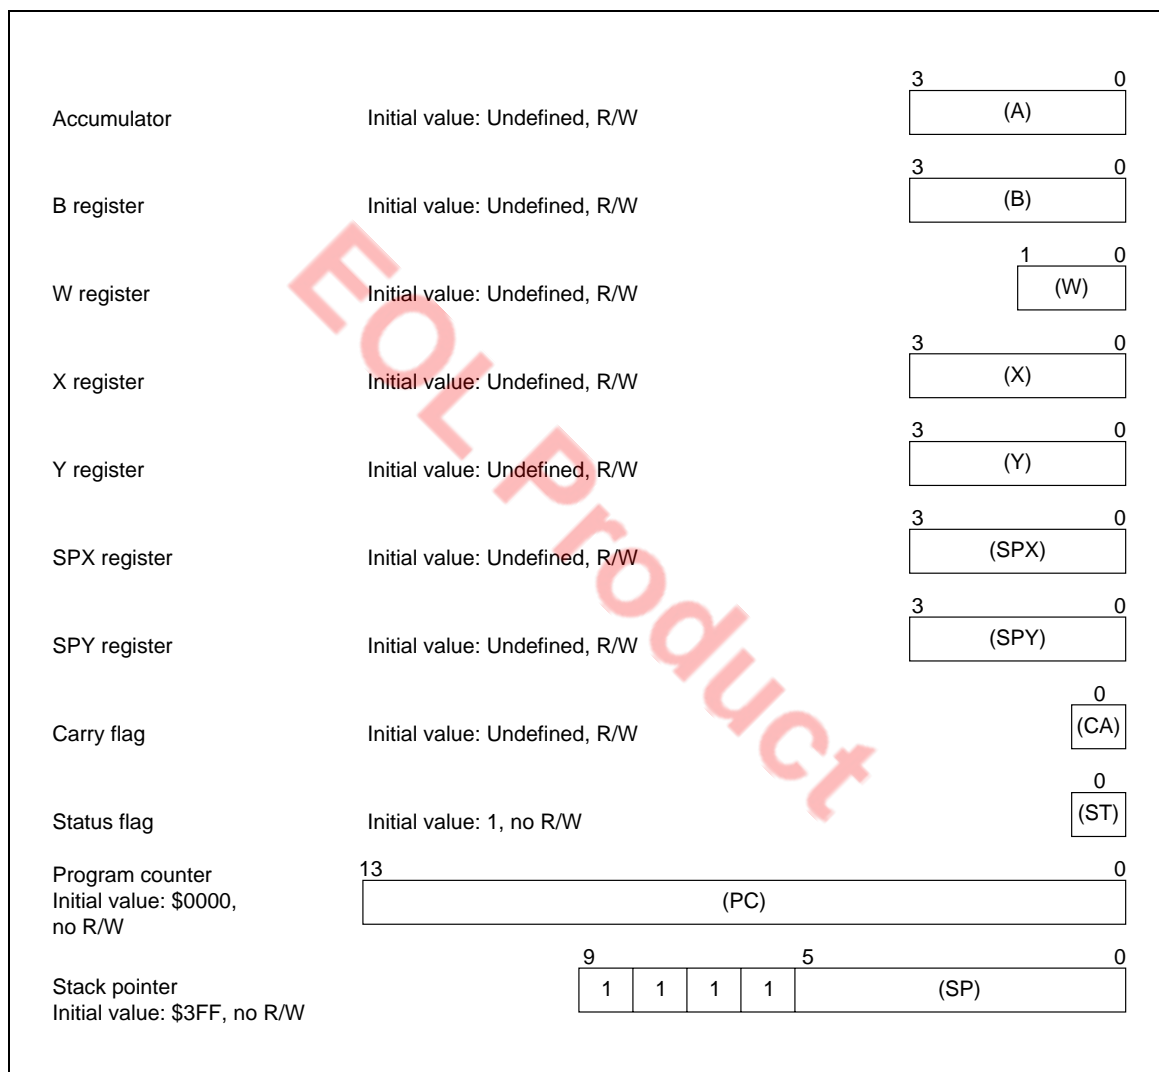 3 0
Accumulator Initial value: Undefined, R/W (A)
3 0
B register Initial value: Undefined, R/W (B)
1 0
W register Initial value: Undefined, R/W (W)
3 0
X register Initial value: Undefined, R/W (X)
3 0
Y register Initial value: Undefined, R/W (Y)
3 0
SPX register Initial value: Undefined, R/W (SPX)
3 0
SPY register Initial value: Undefined, R/W (SPY)
0
Carry flag Initial value: Undefined, R/W (CA)
0
Status flag Initial value: 1, no R/W (ST)
Program counter 13 0
Initial value: $0000, (PC)
no R/W
9 5 0
Stack pointer 1 1 1 1 (SP)
Initial value: $3FF, no R/W
EOL Product